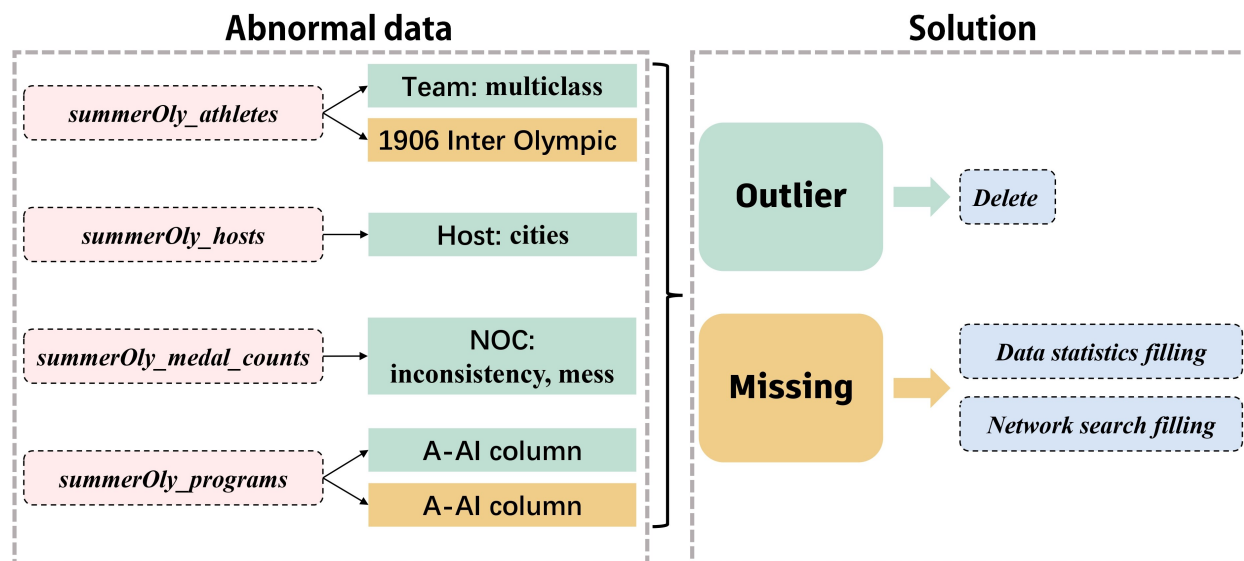 Abnormal data
Solution
summerOly_athletes
Team: multiclass
1906 Inter Olympic
summerOly_hosts
Host: cities
summerOly_medal_counts
NOC:
inconsistency, mess
summerOly_programs
A-AI column
A-AI column
Outlier
Delete
Missing
Data statistics filling
Network search filling